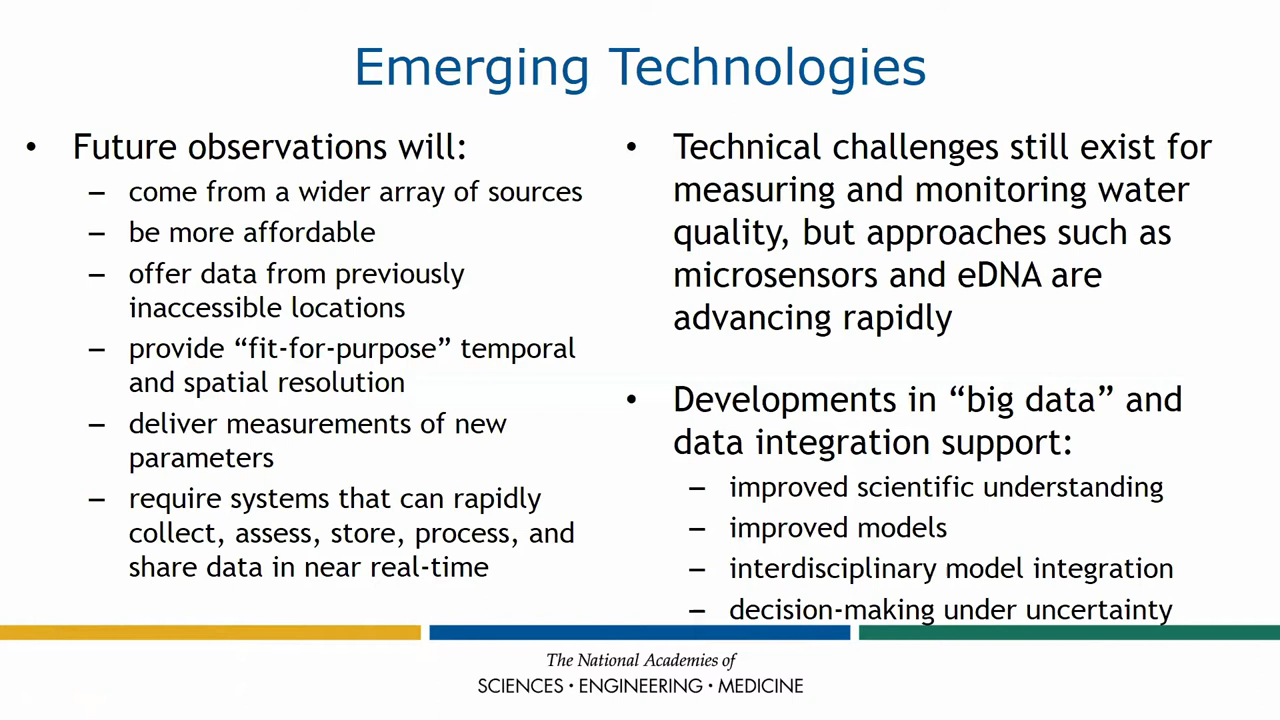 Emerging Technologies
• Future observations will:
– come from a wider array of sources
– be more affordable
– offer data from previously
inaccessible locations
– provide “fit-for-purpose” temporal
and spatial resolution
– deliver measurements of new
parameters
– require systems that can rapidly
collect, assess, store, process, and
share data in near real-time
• Technical challenges still exist for
measuring and monitoring water
quality, but approaches such as
microsensors and eDNA are
advancing rapidly
• Developments in “big data” and
data integration support:
– improved scientific understanding
– improved models
– interdisciplinary model integration
– decision-making under uncertainty
The National Academies of
SCIENCES · ENGINEERING · MEDICINE